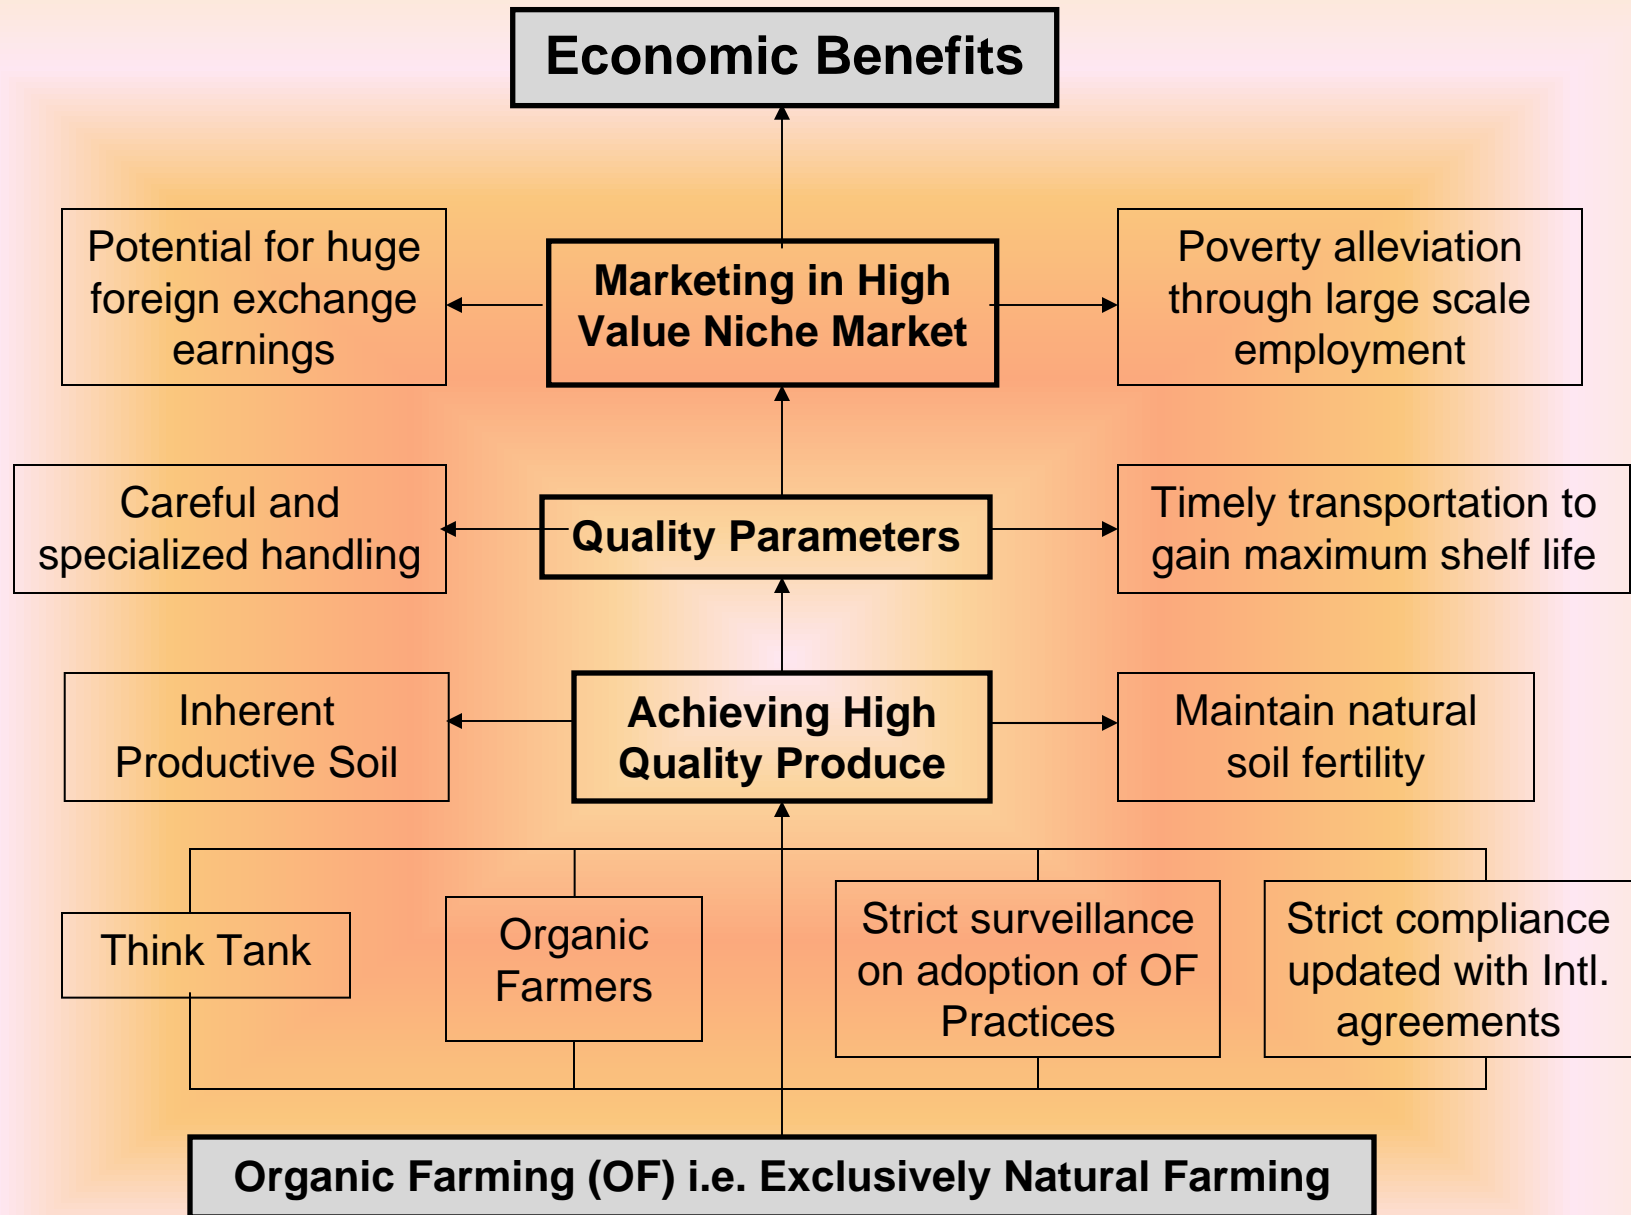 Economic Benefits
Potential for huge
foreign exchange
earnings
Marketing in High
Value Niche Market
Poverty alleviation
through large scale
employment
Careful and
specialized handling
Quality Parameters
Timely transportation to
gain maximum shelf life
Inherent
Productive Soil
Achieving High
Quality Produce
Maintain natural
soil fertility
Think Tank
Organic
Farmers
Strict surveillance
on adoption of OF
Practices
Strict compliance
updated with Intl.
agreements
Organic Farming (OF) i.e. Exclusively Natural Farming